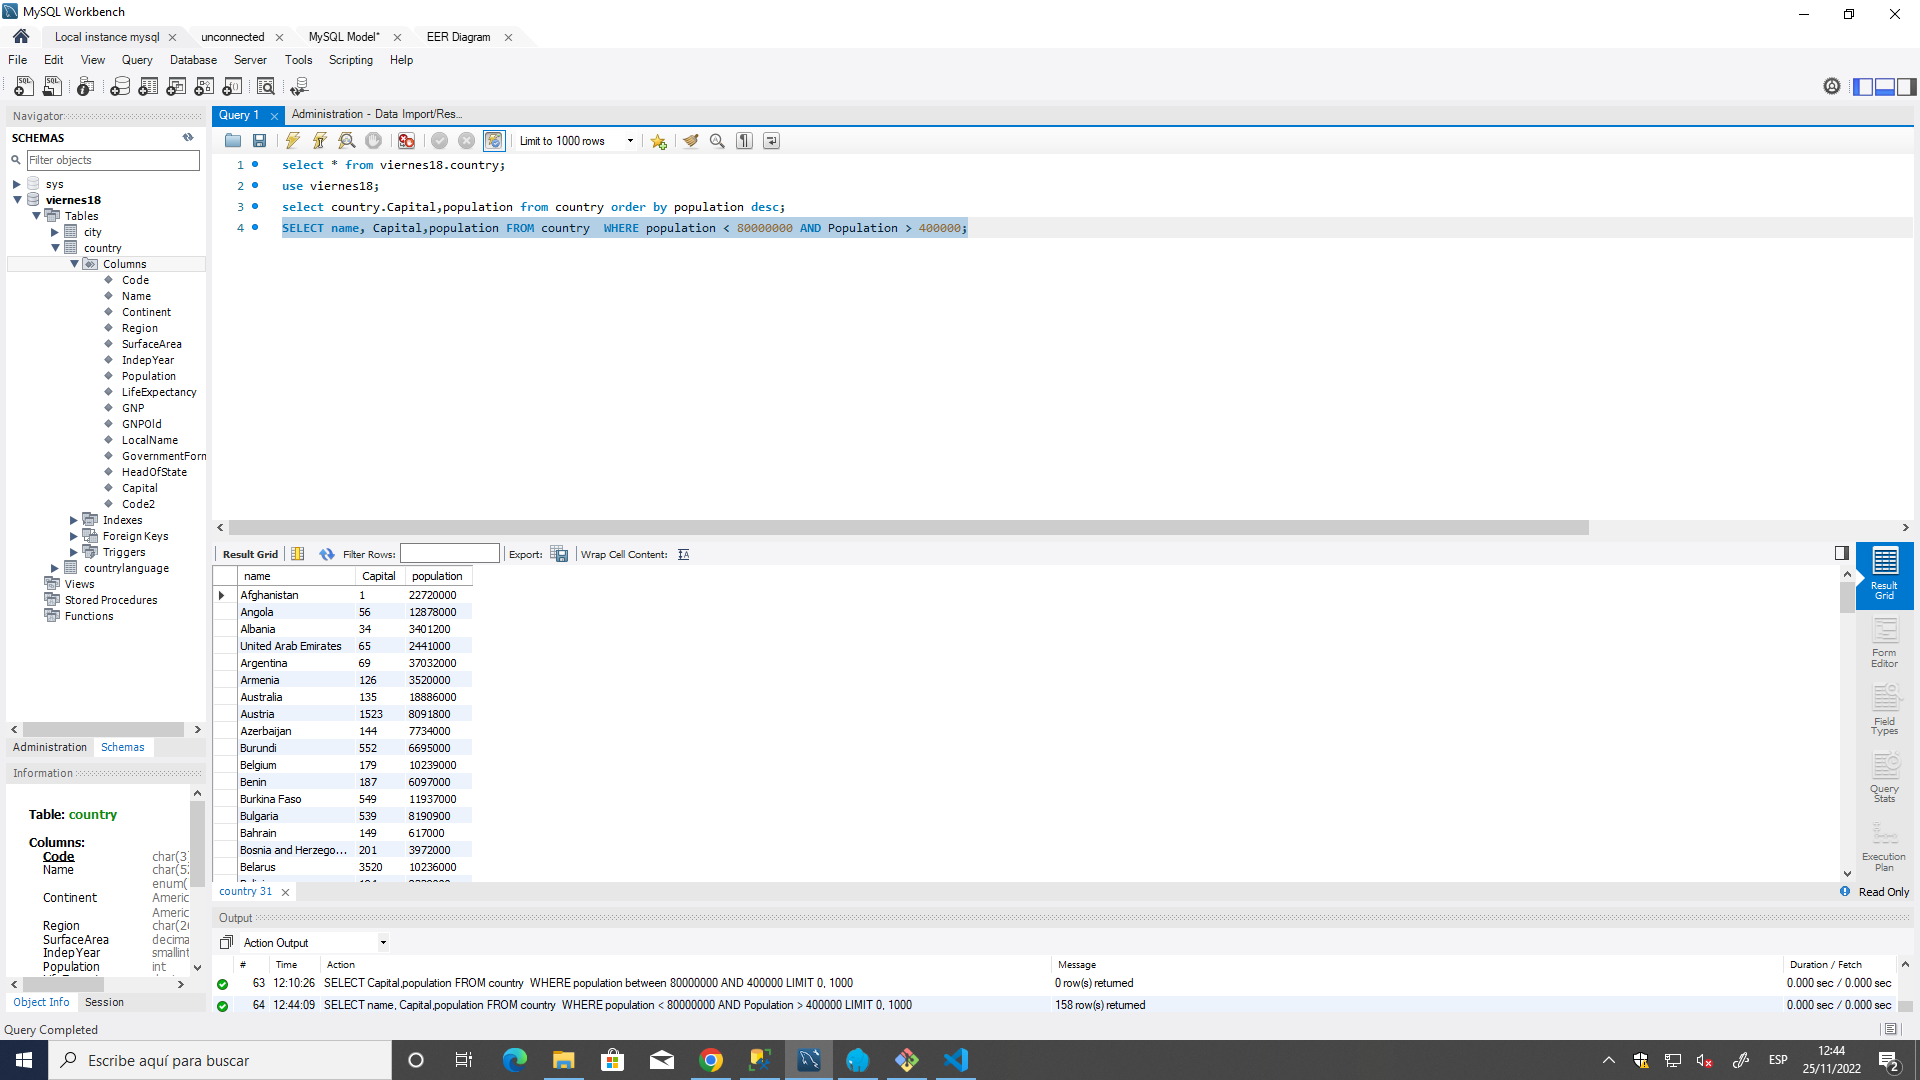 MySQL Workbench
Local instance mysql
unconnected
MySQL Model*
EER Diagram
File Edit View Query Database Server Tools Scripting Help
Navigator
SCHEMAS
Filter objects
sys
viernes18
Tables
city
country
Columns
Code
Name
Continent
Region
SurfaceArea
IndepYear
Population
LifeExpectancy
GNP
GNPOld
LocalName
GovernmentForm
HeadOfState
Capital
Code2
Indexes
Foreign Keys
Triggers
countrylanguage
Views
Stored Procedures
Functions
Administration Schemas
Information
Table: country
Columns:
Code char(3
Name char(5
enum(
Continent Americ
Americ
Region char(2
SurfaceArea decima
IndepYear smallint
Population int
Object Info Session
Query Completed
Query 1
Administration - Data Import/Res...
Limit to 1000 rows
1 select * from viernes18.country;
2 use viernes18;
3 select country.Capital,population from country order by population desc;
4 SELECT name, Capital,population FROM country  WHERE population < 80000000 AND Population > 400000;
Result Grid Filter Rows: Export: Wrap Cell Content:
name Capital population
Afghanistan 1 22720000
Angola 56 12878000
Albania 34 3401200
United Arab Emirates 65 2441000
Argentina 69 37032000
Armenia 126 3520000
Australia 135 18886000
Austria 1523 8091800
Azerbaijan 144 7734000
Burundi 552 6695000
Belgium 179 10239000
Benin 187 6097000
Burkina Faso 549 11937000
Bulgaria 539 8190900
Bahrain 149 617000
Bosnia and Herzego... 201 3972000
Belarus 3520 10236000
Result
Grid
Form
Editor
Field
Types
Query
Stats
Execution
Plan
country 31
Read Only
Output
Action Output
# Time Action Message Duration / Fetch
63 12:10:26 SELECT Capital,population FROM country  WHERE population between 80000000 AND 400000 LIMIT 0, 1000 0 row(s) returned 0.000 sec / 0.000 sec
64 12:44:09 SELECT name, Capital,population FROM country  WHERE population < 80000000 AND Population > 400000 LIMIT 0, 1000 158 row(s) returned 0.000 sec / 0.000 sec
Escribe aquí para buscar
ESP
12:44
25/11/2022
2